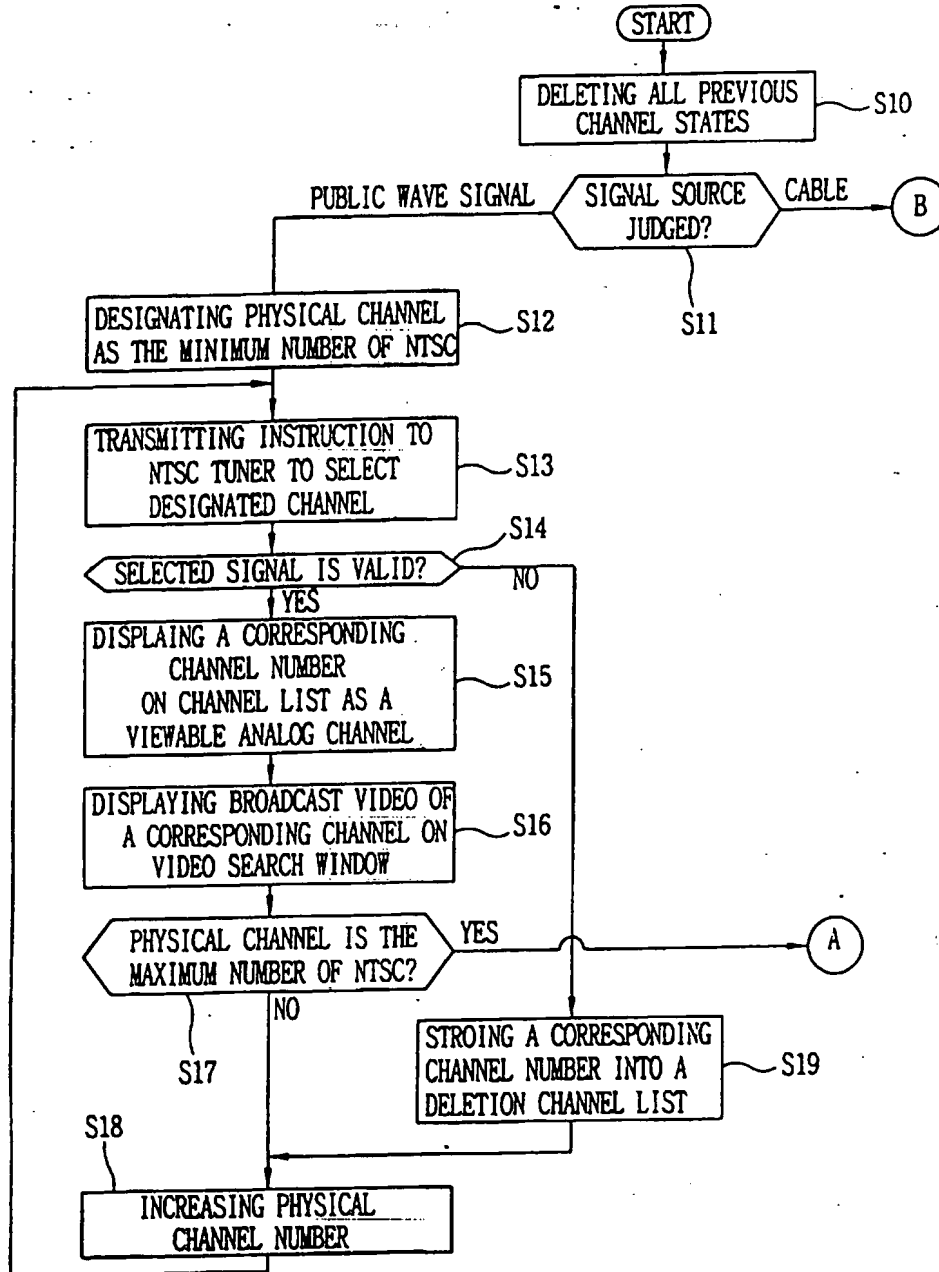 START
DELETING ALL PREVIOUS
CHANNEL STATES
S10
PUBLIC WAVE SIGNAL
SIGNAL SOURCE
JUDGED?
CABLE
B
S11
DESIGNATING PHYSICAL CHANNEL
AS THE MINIMUM NUMBER OF NTSC
S12
TRANSMITTING INSTRUCTION TO
NTSC TUNER TO SELECT
DESIGNATED CHANNEL
S13
S14
SELECTED SIGNAL IS VALID?
NO
YES
DISPLAING A CORRESPONDING
CHANNEL NUMBER
ON CHANNEL LIST AS A
VIEWABLE ANALOG CHANNEL
S15
DISPLAYING BROADCAST VIDEO OF
A CORRESPONDING CHANNEL ON
VIDEO SEARCH WINDOW
S16
PHYSICAL CHANNEL IS THE
MAXIMUM NUMBER OF NTSC?
YES
A
NO
S17
STROING A CORRESPONDING
CHANNEL NUMBER INTO A
DELETION CHANNEL LIST
S19
S18
INCREASING PHYSICAL
CHANNEL NUMBER